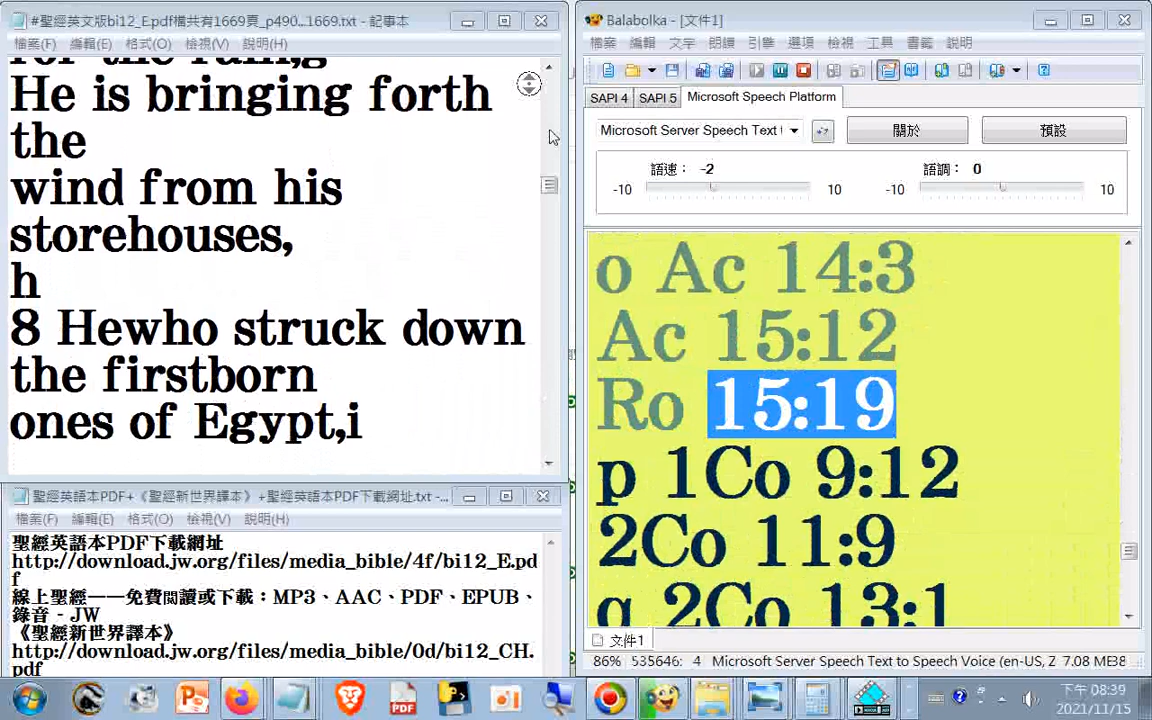 #聖經英文版bi12_Epdf檔共有1669頁_p490...1669.txt - 記事本
檔案(F) 編輯(E) 格式(O) 檢視(V) 說明(H)
He is bringing forth
the
wind from his
storehouses,
h
8 Hewho struck down
the firstborn
ones of Egypt,i
聖經英語本PDF+《聖經新世界譯本》+聖經英語本PDF下載網址.txt -...
檔案(F) 編輯(E) 格式(O) 檢視(V) 說明(H)
聖經英語本PDF下載網址
http://download.jw.org/files/media_bible/4f/bi12_E.pd
f
線上聖經——免費閱讀或下載：MP3、AAC、PDF、EPUB、
錄音 - JW
《聖經新世界譯本》
http://download.jw.org/files/media_bible/0d/bi12_CH.
pdf
Balabolka - [文件1]
檔案 編輯 文字 朗讀 引擎 選項 檢視 工具 書籤 說明
SAPI 4 SAPI 5 Microsoft Speech Platform
Microsoft Server Speech Text 關於 預設
語速： -2 語調： 0
-10 10 -10 10
o Ac 14:3
Ac 15:12
Ro 15:19
p 1Co 9:12
2Co 11:9
q 2Co 13:1
文件1
86% 535646: 4 Microsoft Server Speech Text to Speech Voice (en-US, Z 7.08 ME38
下午 08:39
2021/11/15